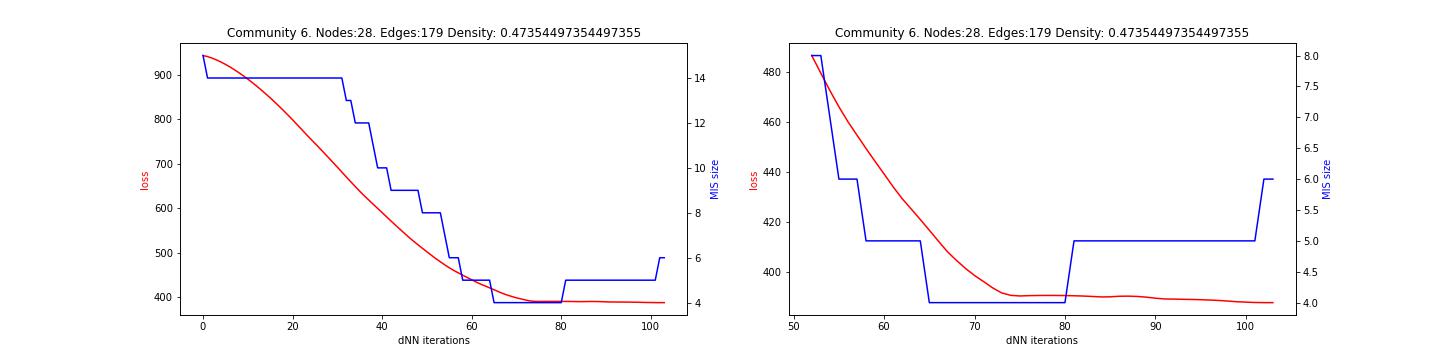 Community 6. Nodes:28. Edges:179 Density: 0.47354497354497355
900
800
700
600
500
400
loss
14
12
10
8
6
4
MIS size
0 20 40 60 80 100
dNN iterations
Community 6. Nodes:28. Edges:179 Density: 0.47354497354497355
480
460
440
420
400
loss
8.0
7.5
7.0
6.5
6.0
5.5
5.0
4.5
4.0
MIS size
50 60 70 80 90 100
dNN iterations